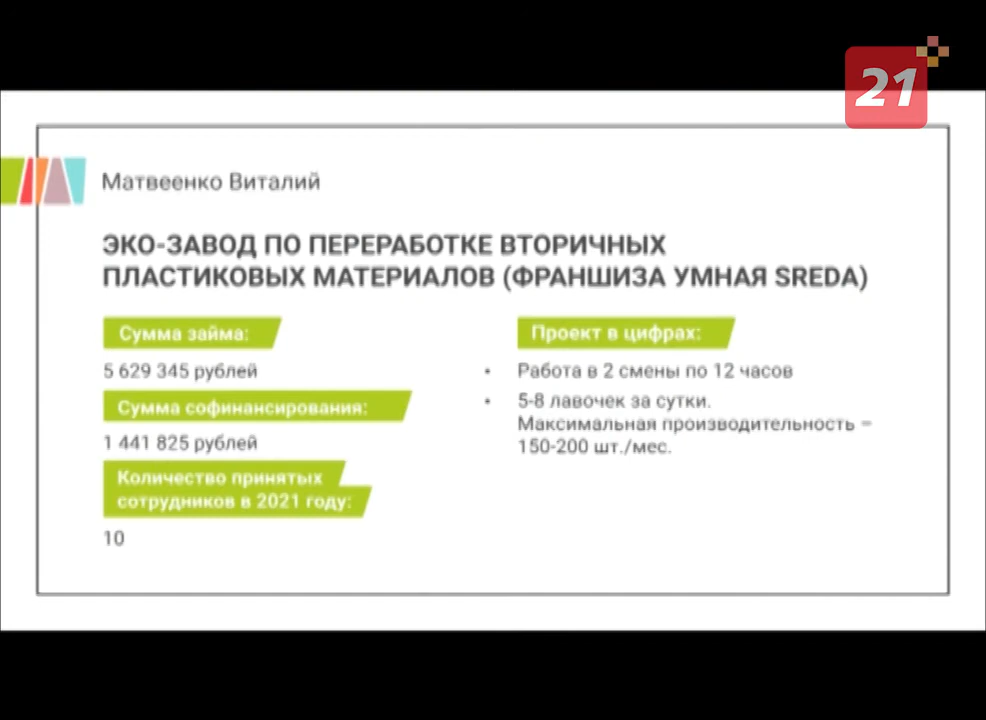 21
Матвеенко Виталий
ЭКО-ЗАВОД ПО ПЕРЕРАБОТКЕ ВТОРИЧНЫХ
ПЛАСТИКОВЫХ МАТЕРИАЛОВ (ФРАНШИЗА УМНАЯ SREDA)
Сумма займа:
5 629 345 рублей
Сумма софинансирования:
1 441 825 рублей
Количество принятых
сотрудников в 2021 году:
10
Проект в цифрах:
• Работа в 2 смены по 12 часов
• 5-8 лавочек за сутки.
Максимальная производительность –
150-200 шт./мес.